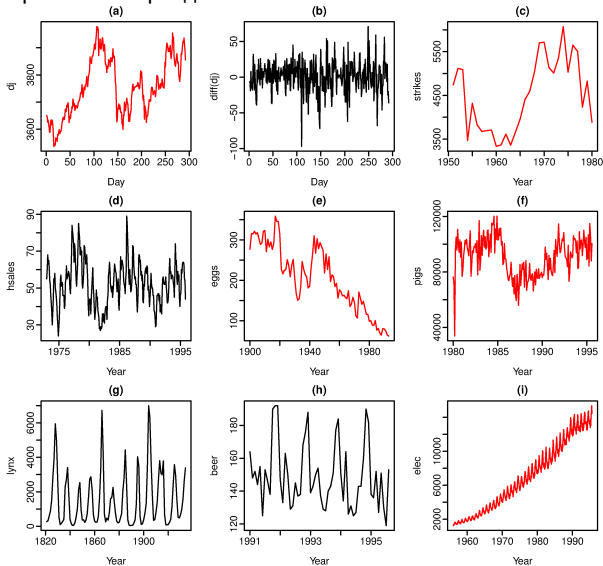 (a) (b) (c)
dj
3600 3800
0 50 100 150 200 250 300
Day
diff(dj)
−100 −50 0 50
0 50 100 150 200 250 300
Day
strikes
3500 4500 5500
1950 1960 1970 1980
Year
(d) (e) (f)
hsales
30 50 70 90
1975 1985 1995
Year
eggs
100 200 300
1900 1940 1980
Year
pigs
40000 80000 120000
1980 1985 1990 1995
Year
(g) (h) (i)
lynx
0 2000 4000 6000
1820 1860 1900
Year
beer
120 140 160 180
1991 1993 1995
Year
elec
2000 6000 10000
1960 1970 1980 1990
Year